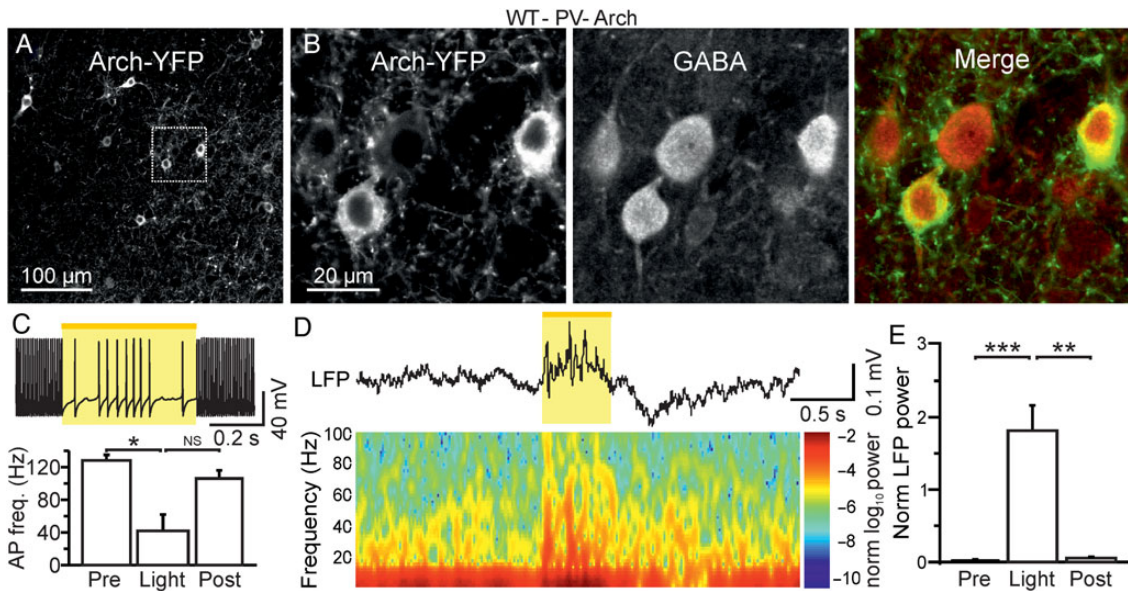 WT- PV- Arch
A
Arch-YFP
100 µm
B
Arch-YFP
20 µm
GABA
Merge
C
40 mV
0.2 s
AP freq. (Hz)
120
80
40
0
*
NS
Pre Light Post
D
LFP
0.1 mV
0.5 s
Frequency (Hz)
100
80
60
40
20
−2
−4
−6
−8
−10
norm log10 power
E
Norm LFP power
3
2
1
0
*** **
Pre Light Post